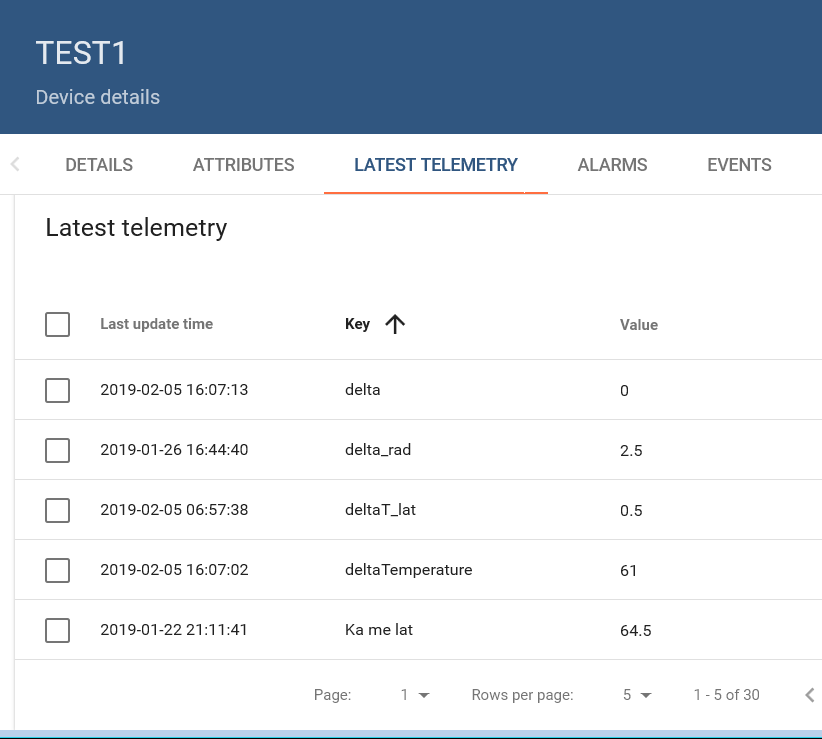 TEST1
Device details
DETAILS ATTRIBUTES LATEST TELEMETRY ALARMS EVENTS
Latest telemetry
Last update time Key Value
2019-02-05 16:07:13 delta 0
2019-01-26 16:44:40 delta_rad 2.5
2019-02-05 06:57:38 deltaT_lat 0.5
2019-02-05 16:07:02 deltaTemperature 61
2019-01-22 21:11:41 Ka me lat 64.5
Page: 1 Rows per page: 5 1 - 5 of 30